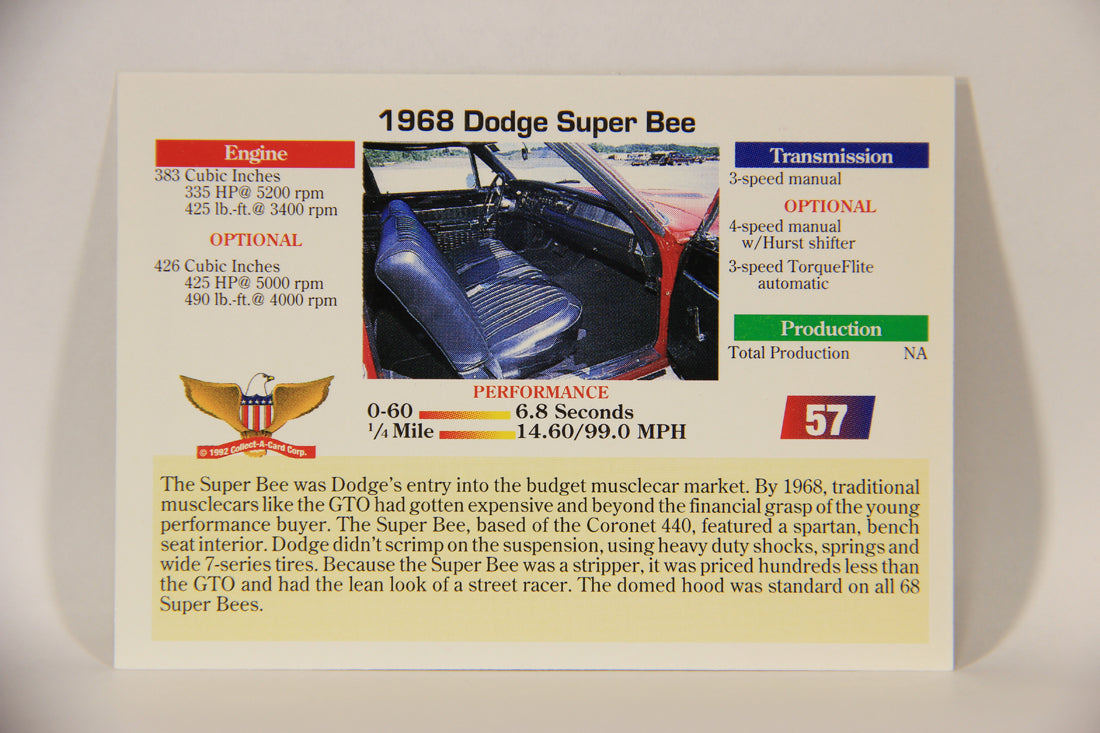 1968 Dodge Super Bee
Engine
383 Cubic Inches
335 HP@ 5200 rpm
425 lb.-ft.@ 3400 rpm
OPTIONAL
426 Cubic Inches
425 HP@ 5000 rpm
490 lb.-ft.@ 4000 rpm
Transmission
3-speed manual
OPTIONAL
4-speed manual
w/Hurst shifter
3-speed TorqueFlite
automatic
Production
Total Production NA
© 1992 Collect-A-Card Corp.
PERFORMANCE
0-60 6.8 Seconds
1/4 Mile 14.60/99.0 MPH
57
The Super Bee was Dodge's entry into the budget musclecar market. By 1968, traditional
musclecars like the GTO had gotten expensive and beyond the financial grasp of the young
performance buyer. The Super Bee, based of the Coronet 440, featured a spartan, bench
seat interior. Dodge didn't scrimp on the suspension, using heavy duty shocks, springs and
wide 7-series tires. Because the Super Bee was a stripper, it was priced hundreds less than
the GTO and had the lean look of a street racer. The domed hood was standard on all 68
Super Bees.